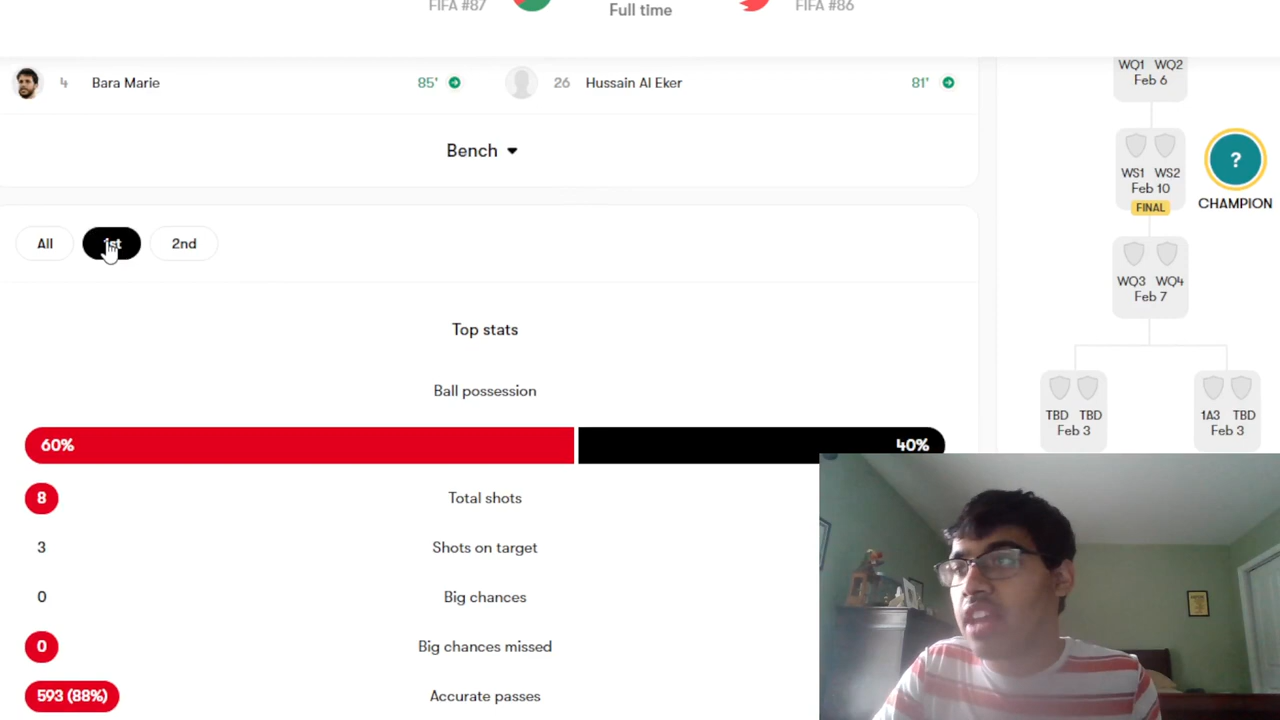 FIFA #87
Full time
FIFA #86
4 Bara Marie 85'
26 Hussain Al Eker 81'
Bench
All
1st
2nd
Top stats
Ball possession
60%
40%
8 Total shots
3 Shots on target
0 Big chances
0 Big chances missed
593 (88%) Accurate passes
WQ1 WQ2
Feb 6
WS1 WS2
Feb 10
FINAL
?
CHAMPION
WQ3 WQ4
Feb 7
TBD TBD
Feb 3
1A3 TBD
Feb 3